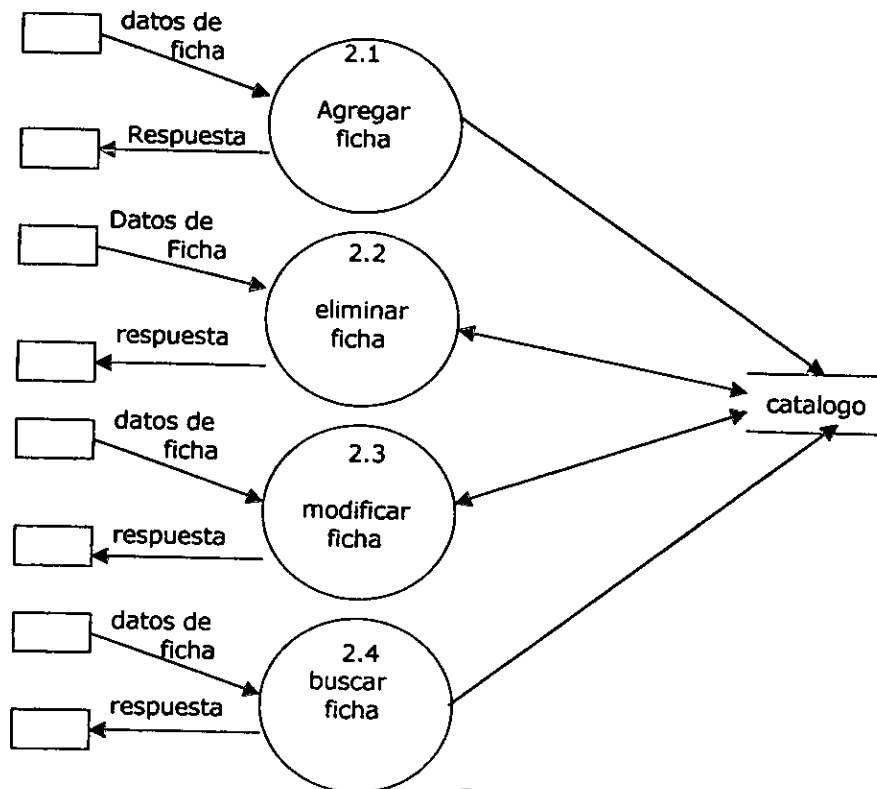 datos de
ficha
2.1
Agregar
ficha
Respuesta
Datos de
Ficha
2.2
eliminar
ficha
respuesta
catalogo
datos de
ficha
2.3
modificar
ficha
respuesta
datos de
ficha
2.4
buscar
ficha
respuesta